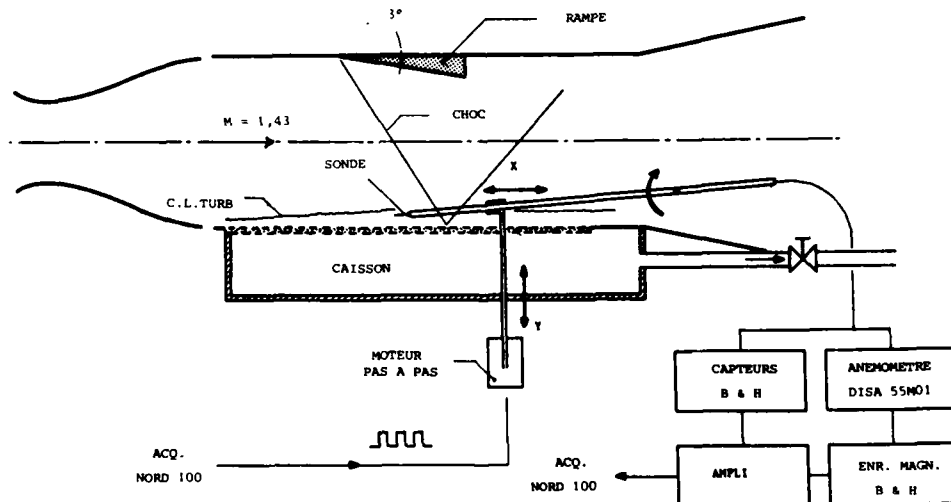 3°
RAMPE
M = 1,43
CHOC
SONDE
X
C.L.TURB
CAISSON
Y
MOTEUR
PAS A PAS
CAPTEURS
B & H
ANEMOMETRE
DISA 55M01
ACQ.
NORD 100
ACQ.
NORD 100
AMPLI
ENR. MAGN.
B & H